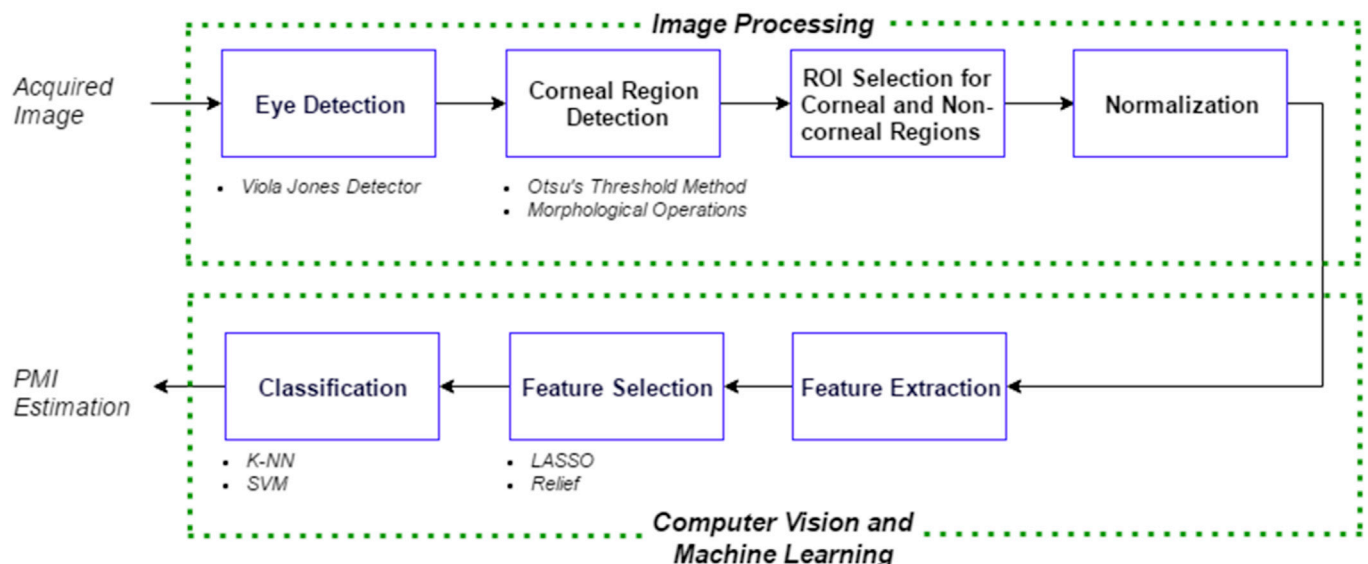 Image Processing
Acquired
Image
Eye Detection
• Viola Jones Detector
Corneal Region
Detection
• Otsu's Threshold Method
• Morphological Operations
ROI Selection for
Corneal and Non-
corneal Regions
Normalization
PMI
Estimation
Classification
• K-NN
• SVM
Feature Selection
• LASSO
• Relief
Feature Extraction
Computer Vision and
Machine Learning